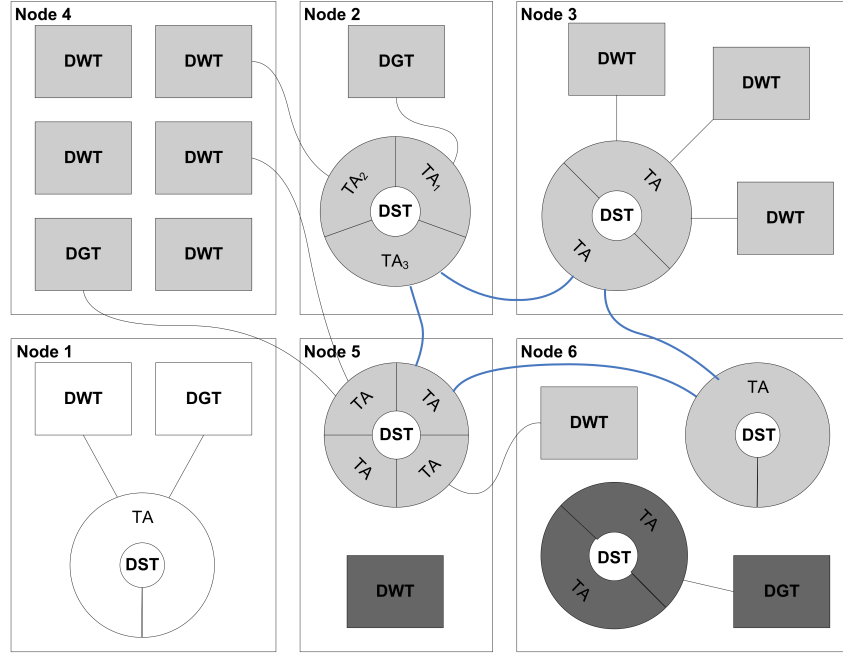 Node 4
DWT
DWT
DWT
DWT
DGT
DWT
Node 2
DGT
TA₂
TA₁
DST
TA₃
Node 3
DWT
DWT
TA
DST
DWT
TA
Node 1
DWT
DGT
TA
DST
Node 5
TA
TA
DST
TA
TA
DWT
Node 6
TA
DWT
DST
TA
DST
TA
DGT